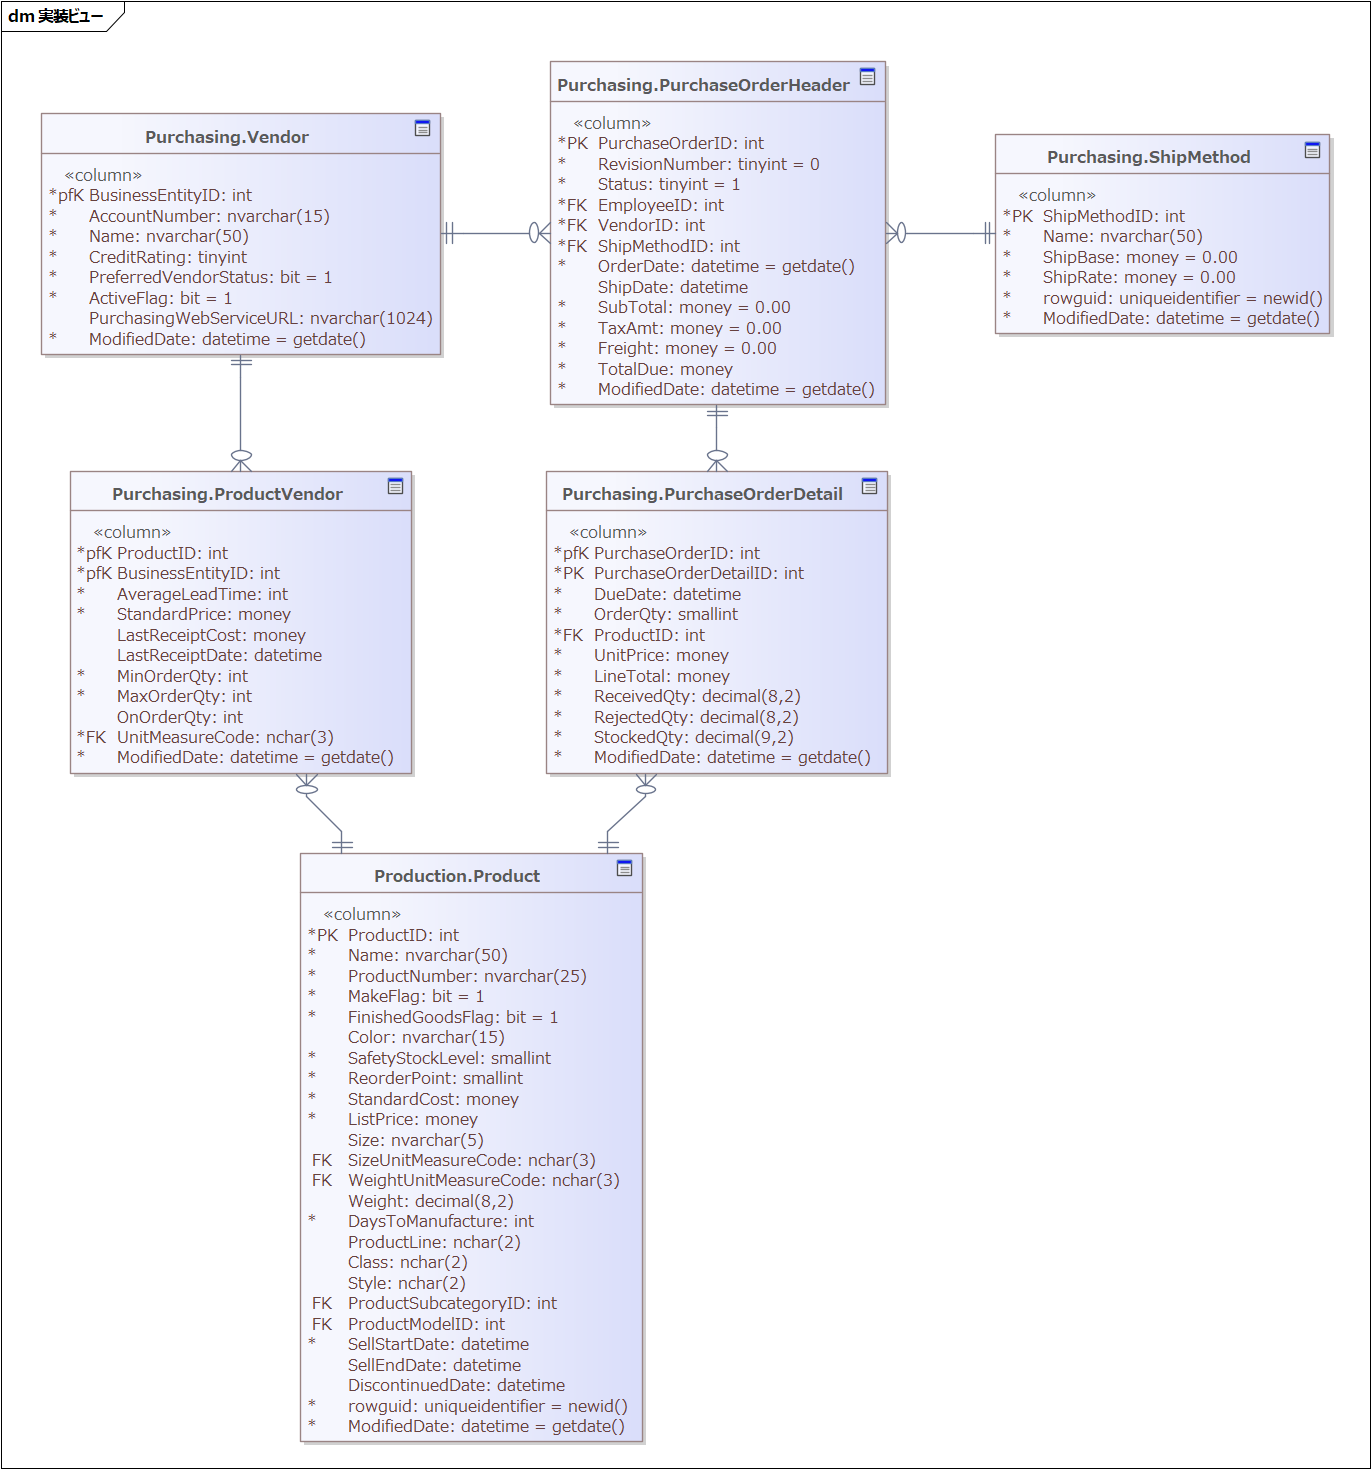 dm 実装ビュー
Purchasing.Vendor
«column»
*pfK BusinessEntityID: int
* AccountNumber: nvarchar(15)
* Name: nvarchar(50)
* CreditRating: tinyint
* PreferredVendorStatus: bit = 1
* ActiveFlag: bit = 1
PurchasingWebServiceURL: nvarchar(1024)
* ModifiedDate: datetime = getdate()
Purchasing.PurchaseOrderHeader
«column»
*PK PurchaseOrderID: int
* RevisionNumber: tinyint = 0
* Status: tinyint = 1
*FK EmployeeID: int
*FK VendorID: int
*FK ShipMethodID: int
* OrderDate: datetime = getdate()
ShipDate: datetime
* SubTotal: money = 0.00
* TaxAmt: money = 0.00
* Freight: money = 0.00
* TotalDue: money
* ModifiedDate: datetime = getdate()
Purchasing.ShipMethod
«column»
*PK ShipMethodID: int
* Name: nvarchar(50)
* ShipBase: money = 0.00
* ShipRate: money = 0.00
* rowguid: uniqueidentifier = newid()
* ModifiedDate: datetime = getdate()
Purchasing.ProductVendor
«column»
*pfK ProductID: int
*pfK BusinessEntityID: int
* AverageLeadTime: int
* StandardPrice: money
LastReceiptCost: money
LastReceiptDate: datetime
* MinOrderQty: int
* MaxOrderQty: int
OnOrderQty: int
*FK UnitMeasureCode: nchar(3)
* ModifiedDate: datetime = getdate()
Purchasing.PurchaseOrderDetail
«column»
*pfK PurchaseOrderID: int
*PK PurchaseOrderDetailID: int
* DueDate: datetime
* OrderQty: smallint
*FK ProductID: int
* UnitPrice: money
* LineTotal: money
* ReceivedQty: decimal(8,2)
* RejectedQty: decimal(8,2)
* StockedQty: decimal(9,2)
* ModifiedDate: datetime = getdate()
Production.Product
«column»
*PK ProductID: int
* Name: nvarchar(50)
* ProductNumber: nvarchar(25)
* MakeFlag: bit = 1
* FinishedGoodsFlag: bit = 1
Color: nvarchar(15)
* SafetyStockLevel: smallint
* ReorderPoint: smallint
* StandardCost: money
* ListPrice: money
Size: nvarchar(5)
FK SizeUnitMeasureCode: nchar(3)
FK WeightUnitMeasureCode: nchar(3)
Weight: decimal(8,2)
* DaysToManufacture: int
ProductLine: nchar(2)
Class: nchar(2)
Style: nchar(2)
FK ProductSubcategoryID: int
FK ProductModelID: int
* SellStartDate: datetime
SellEndDate: datetime
DiscontinuedDate: datetime
* rowguid: uniqueidentifier = newid()
* ModifiedDate: datetime = getdate()